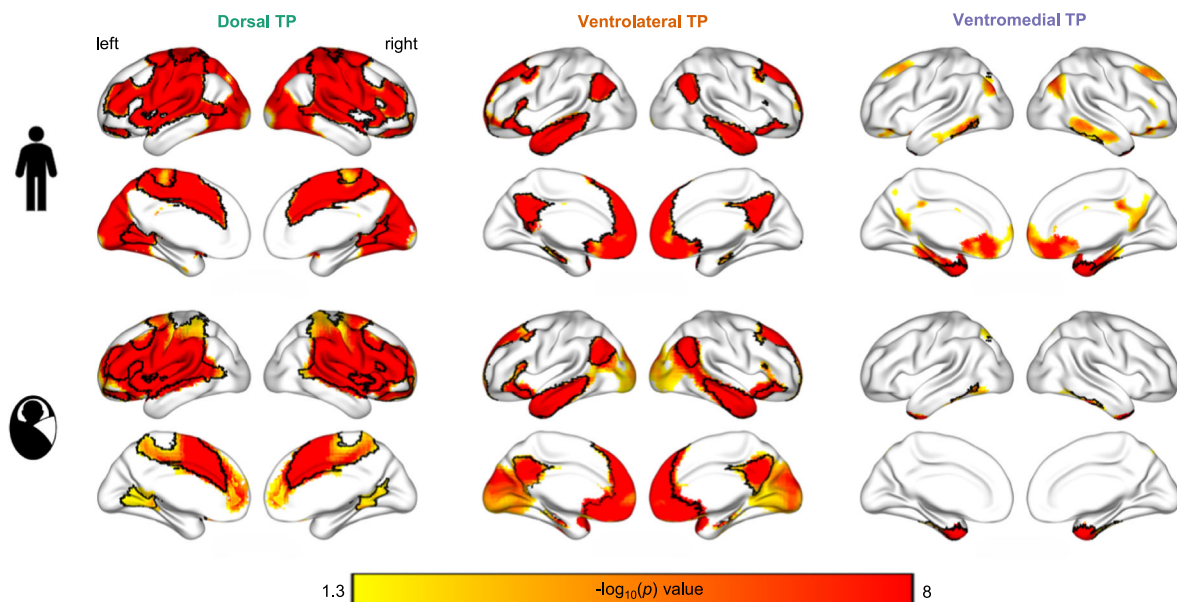 Dorsal TP
Ventrolateral TP
Ventromedial TP
left
right
1.3
-log10(p) value
8